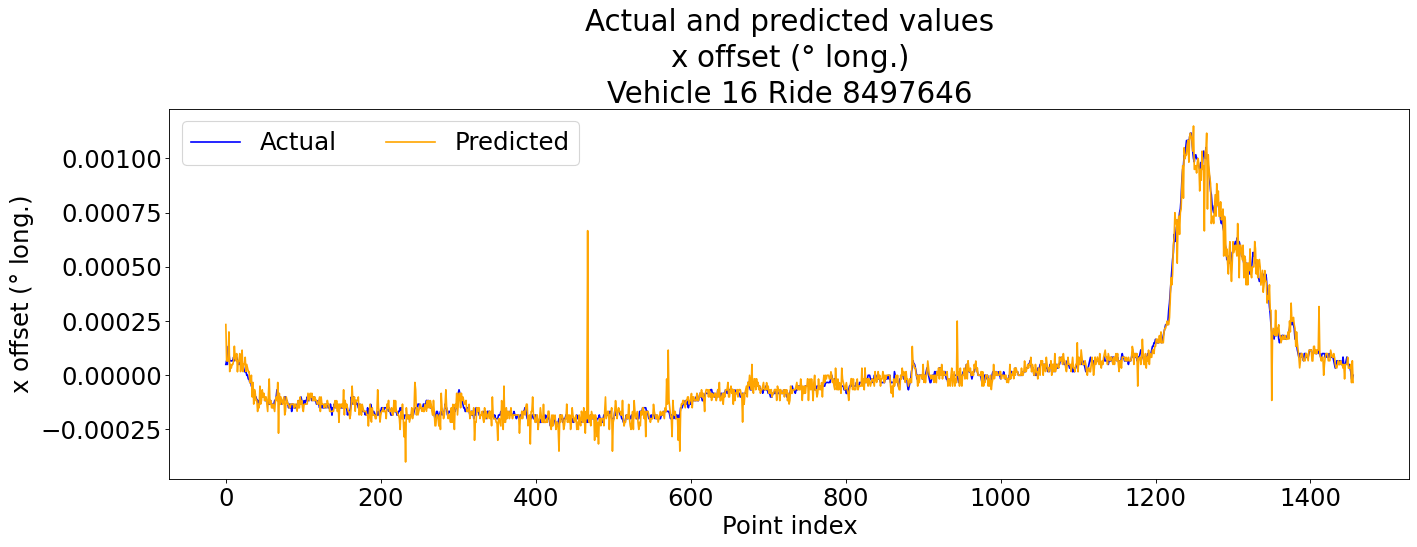 Actual and predicted values
x offset (° long.)
Vehicle 16 Ride 8497646
Actual
Predicted
0.00100
0.00075
0.00050
0.00025
0.00000
−0.00025
x offset (° long.)
0
200
400
600
800
1000
1200
1400
Point index